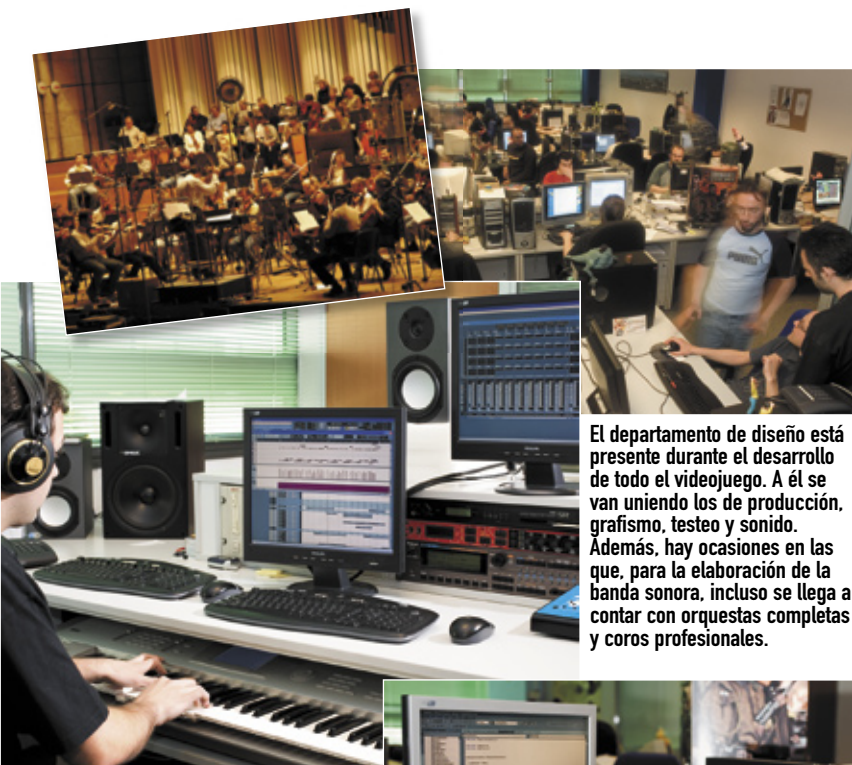 El departamento de diseño está
presente durante el desarrollo
de todo el videojuego. A él se
van uniendo los de producción,
grafismo, testeo y sonido.
Además, hay ocasiones en las
que, para la elaboración de la
banda sonora, incluso se llega a
contar con orquestas completas
y coros profesionales.